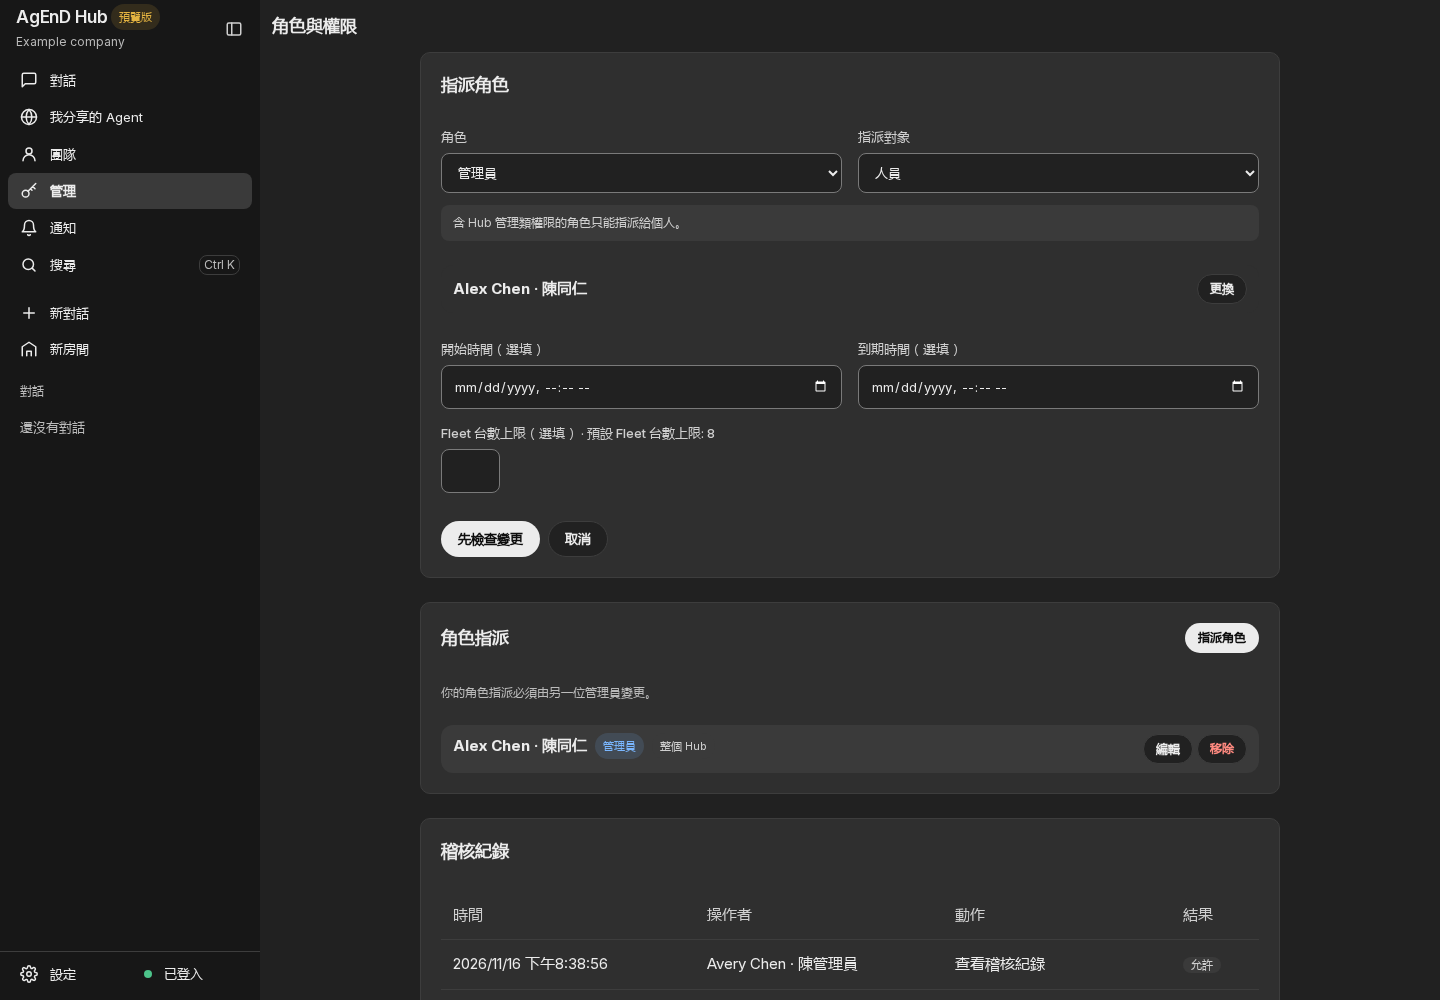 AgEnD Hub 預覽版
Example company
對話
我分享的 Agent
團隊
管理
通知
搜尋 Ctrl K
新對話
新房間
對話
還沒有對話
設定 已登入
角色與權限
指派角色
角色 指派對象
管理員 人員
含 Hub 管理類權限的角色只能指派給個人。
Alex Chen · 陳同仁 更換
開始時間（選填） 到期時間（選填）
mm/dd/yyyy, --:-- -- mm/dd/yyyy, --:-- --
Fleet 台數上限（選填） · 預設 Fleet 台數上限: 8
先檢查變更 取消
角色指派 指派角色
你的角色指派必須由另一位管理員變更。
Alex Chen · 陳同仁 管理員 整個 Hub 編輯 移除
稽核紀錄
時間 操作者 動作 結果
2026/11/16 下午8:38:56 Avery Chen · 陳管理員 查看稽核紀錄 允許